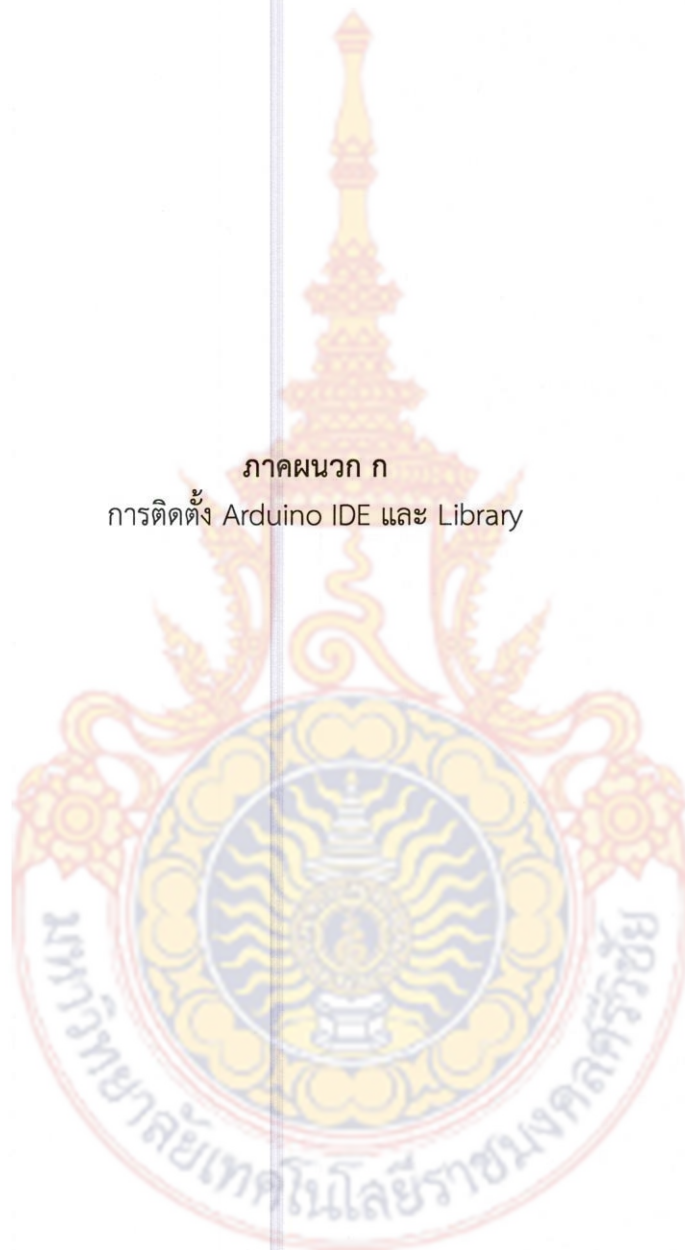 ภาคผนวก ก
การติดตั้ง Arduino IDE และ Library
มหาวิทยาลัยเทคโนโลยีราชมงคลศรีวิชัย